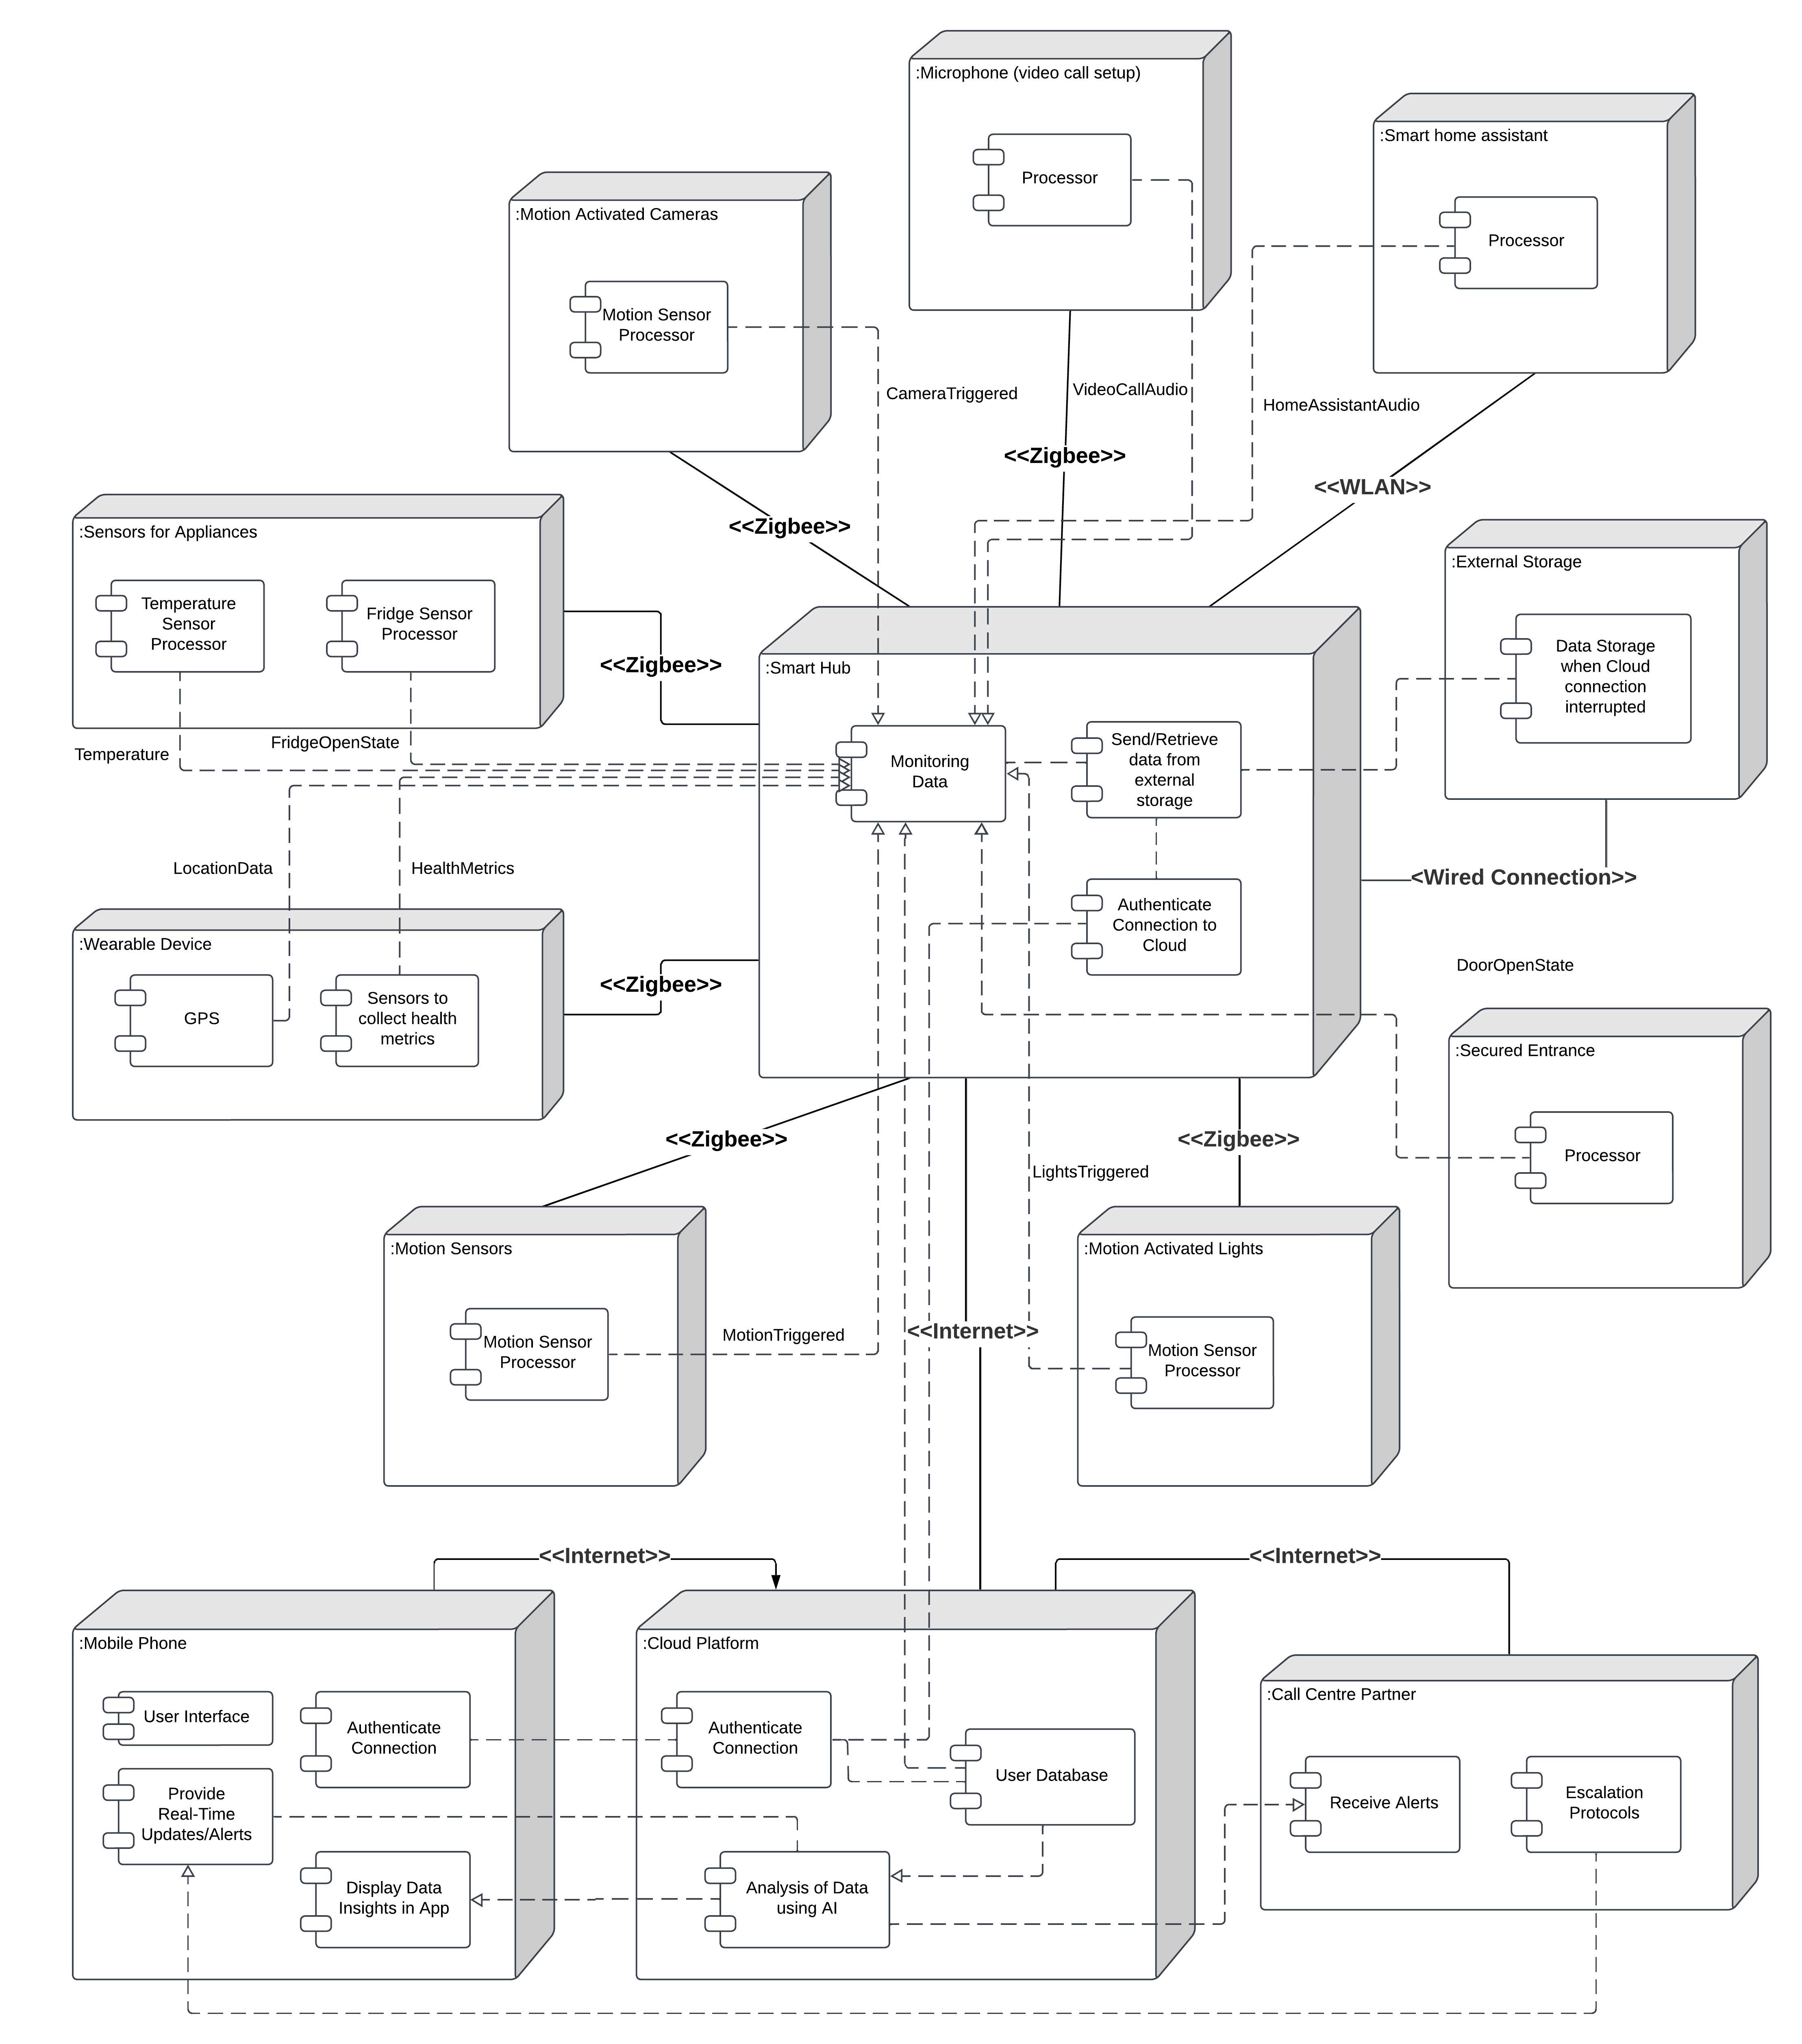 :Microphone (video call setup)
Processor
:Smart home assistant
Processor
:Motion Activated Cameras
Motion Sensor
Processor
CameraTriggered
VideoCallAudio
HomeAssistantAudio
<<Zigbee>>
<<WLAN>>
<<Zigbee>>
:Sensors for Appliances
Temperature
Sensor
Processor
Fridge Sensor
Processor
<<Zigbee>>
:External Storage
Data Storage
when Cloud
connection
interrupted
:Smart Hub
Monitoring
Data
Send/Retrieve
data from
external
storage
Authenticate
Connection to
Cloud
Temperature
FridgeOpenState
LocationData
HealthMetrics
<Wired Connection>>
:Wearable Device
GPS
Sensors to
collect health
metrics
<<Zigbee>>
DoorOpenState
:Secured Entrance
Processor
<<Zigbee>>
<<Zigbee>>
LightsTriggered
:Motion Sensors
Motion Sensor
Processor
MotionTriggered
<<Internet>>
:Motion Activated Lights
Motion Sensor
Processor
<<Internet>>
<<Internet>>
:Mobile Phone
User Interface
Authenticate
Connection
Provide
Real-Time
Updates/Alerts
Display Data
Insights in App
:Cloud Platform
Authenticate
Connection
User Database
Analysis of Data
using AI
:Call Centre Partner
Receive Alerts
Escalation
Protocols